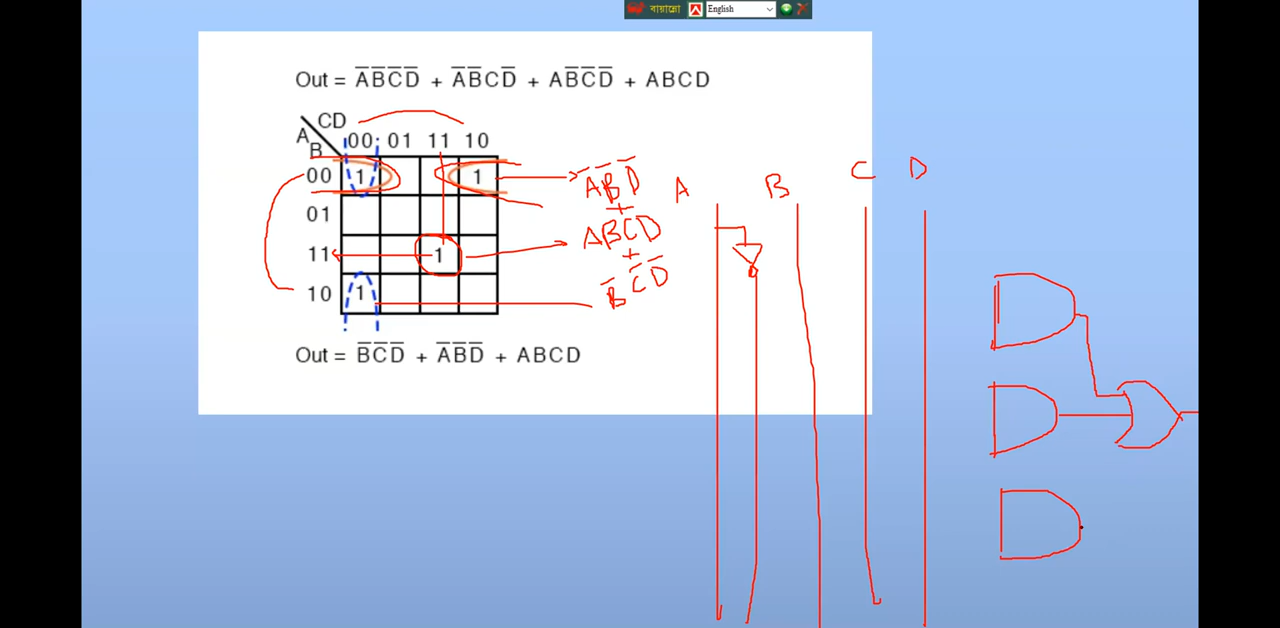 বায়ান্নো English
Out = A̅B̅C̅D̅ + A̅B̅CD̅ + AB̅C̅D̅ + ABCD
CD
A
B
00 01 11 10
00 1 1
01
11 1
10 1
A̅B̅D̅
+
ABCD
+
B̅C̅D̅
A B C D
Out = B̅C̅D̅ + A̅B̅D̅ + ABCD